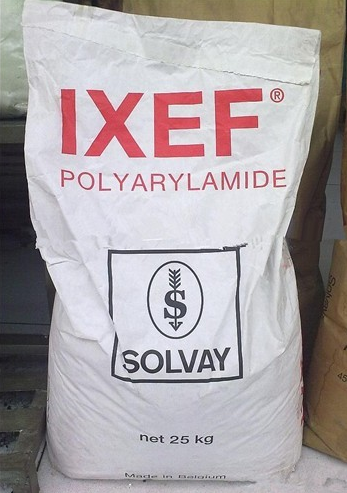 IXEF®
POLYARYLAMIDE
S
SOLVAY
net 25 kg
Made in Belgium